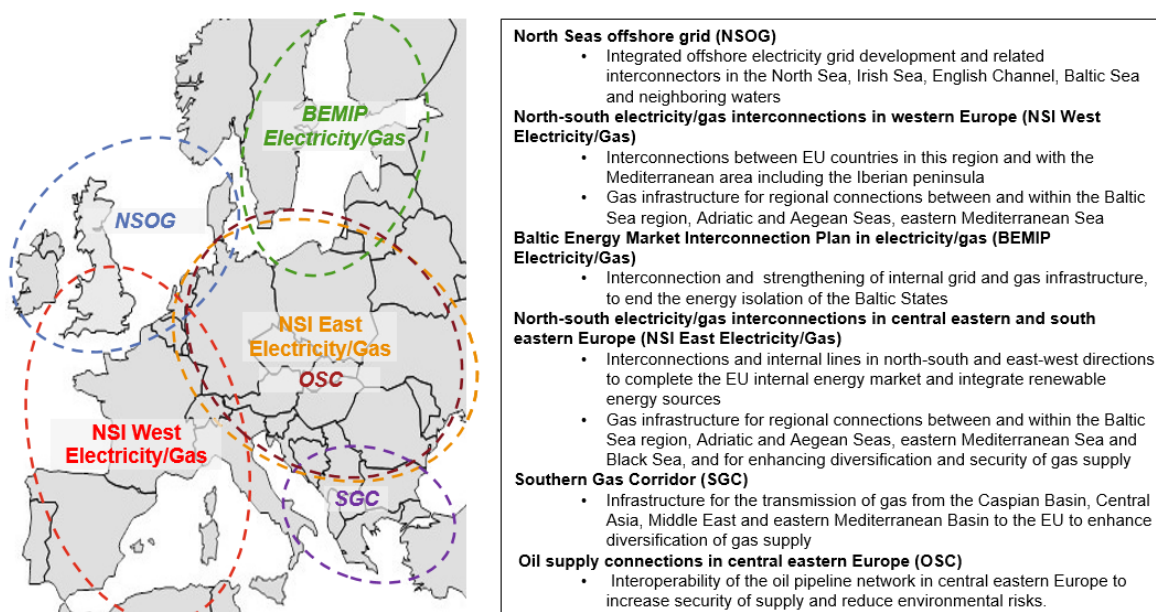 BEMIP
Electricity/Gas
NSOG
NSI East
Electricity/Gas
OSC
NSI West
Electricity/Gas
SGC
North Seas offshore grid (NSOG)
• Integrated offshore electricity grid development and related
interconnectors in the North Sea, Irish Sea, English Channel, Baltic Sea
and neighboring waters
North-south electricity/gas interconnections in western Europe (NSI West
Electricity/Gas)
• Interconnections between EU countries in this region and with the
Mediterranean area including the Iberian peninsula
• Gas infrastructure for regional connections between and within the Baltic
Sea region, Adriatic and Aegean Seas, eastern Mediterranean Sea
Baltic Energy Market Interconnection Plan in electricity/gas (BEMIP
Electricity/Gas)
• Interconnection and strengthening of internal grid and gas infrastructure,
to end the energy isolation of the Baltic States
North-south electricity/gas interconnections in central eastern and south
eastern Europe (NSI East Electricity/Gas)
• Interconnections and internal lines in north-south and east-west directions
to complete the EU internal energy market and integrate renewable
energy sources
• Gas infrastructure for regional connections between and within the Baltic
Sea region, Adriatic and Aegean Seas, eastern Mediterranean Sea and
Black Sea, and for enhancing diversification and security of gas supply
Southern Gas Corridor (SGC)
• Infrastructure for the transmission of gas from the Caspian Basin, Central
Asia, Middle East and eastern Mediterranean Basin to the EU to enhance
diversification of gas supply
Oil supply connections in central eastern Europe (OSC)
• Interoperability of the oil pipeline network in central eastern Europe to
increase security of supply and reduce environmental risks.